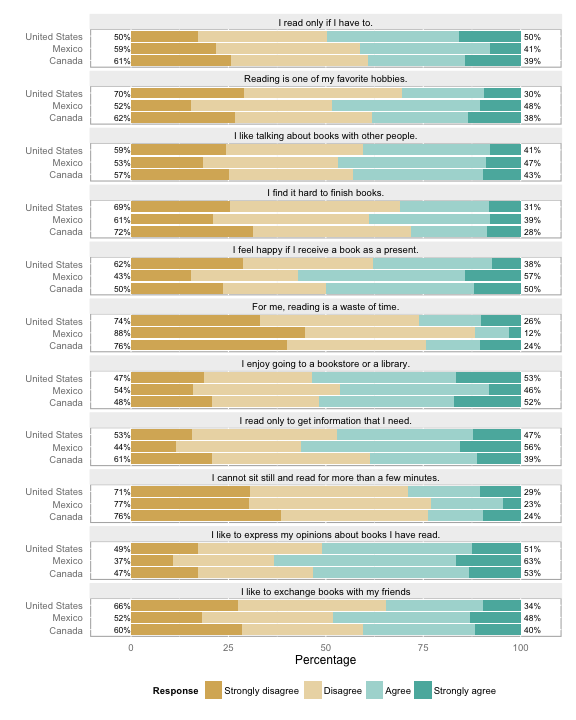 I read only if I have to.
United States 50% 50%
Mexico 59% 41%
Canada 61% 39%
Reading is one of my favorite hobbies.
United States 70% 30%
Mexico 52% 48%
Canada 62% 38%
I like talking about books with other people.
United States 59% 41%
Mexico 53% 47%
Canada 57% 43%
I find it hard to finish books.
United States 69% 31%
Mexico 61% 39%
Canada 72% 28%
I feel happy if I receive a book as a present.
United States 62% 38%
Mexico 43% 57%
Canada 50% 50%
For me, reading is a waste of time.
United States 74% 26%
Mexico 88% 12%
Canada 76% 24%
I enjoy going to a bookstore or a library.
United States 47% 53%
Mexico 54% 46%
Canada 48% 52%
I read only to get information that I need.
United States 53% 47%
Mexico 44% 56%
Canada 61% 39%
I cannot sit still and read for more than a few minutes.
United States 71% 29%
Mexico 77% 23%
Canada 76% 24%
I like to express my opinions about books I have read.
United States 49% 51%
Mexico 37% 63%
Canada 47% 53%
I like to exchange books with my friends
United States 66% 34%
Mexico 52% 48%
Canada 60% 40%
0 25 50 75 100
Percentage
Response Strongly disagree Disagree Agree Strongly agree